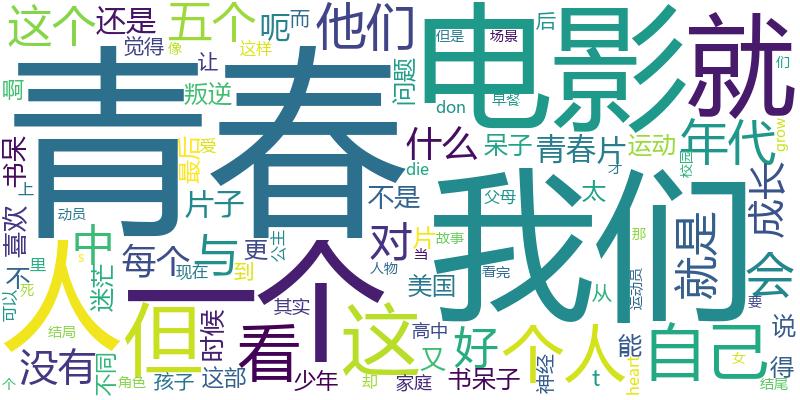 这个
还是
五个
呃
而
他们
电影
就
但是
场景
后
觉得
像
这样
让
叛逆
问题
啊
青春
早餐
们
don
什么
呆子
青春片
运动
年代
grow
校园
才
书呆
最后
爱
die
片子
不是
太
父母
我们
成长
喜欢
上
动员
中
与
更
公主
对
片
故事
那
就是
会
不
里
迷茫
每个
现在
到
当
人物
美国
看完
从
运动员
要
可以
死
s
人
一个
但
其实
这
高中
好
个人
能
自己
说
结局
没有
时候
看
又
得
不同
个
角色
孩子
这部
少年
却
家庭
书呆子
神经
t
heart
女
结尾